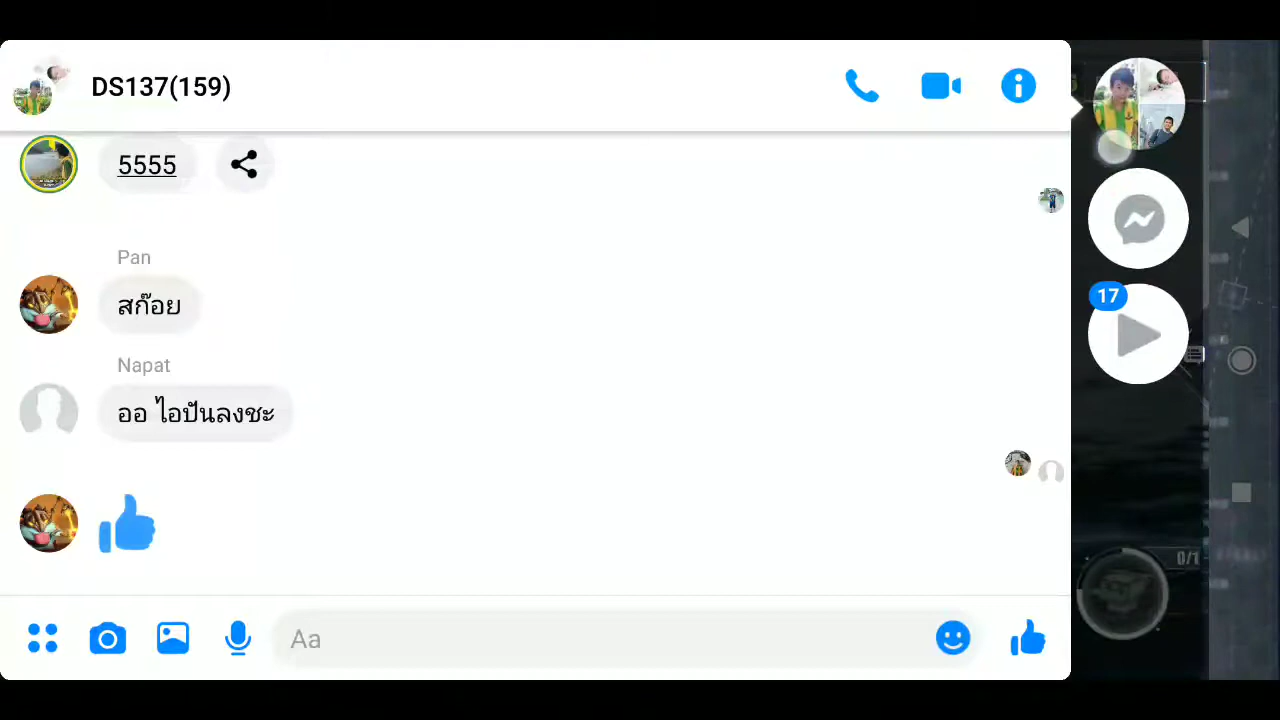 DS137(159)
5555
Pan
สก๊อย
Napat
ออ ไอปันลงชะ
Aa
17
0/1